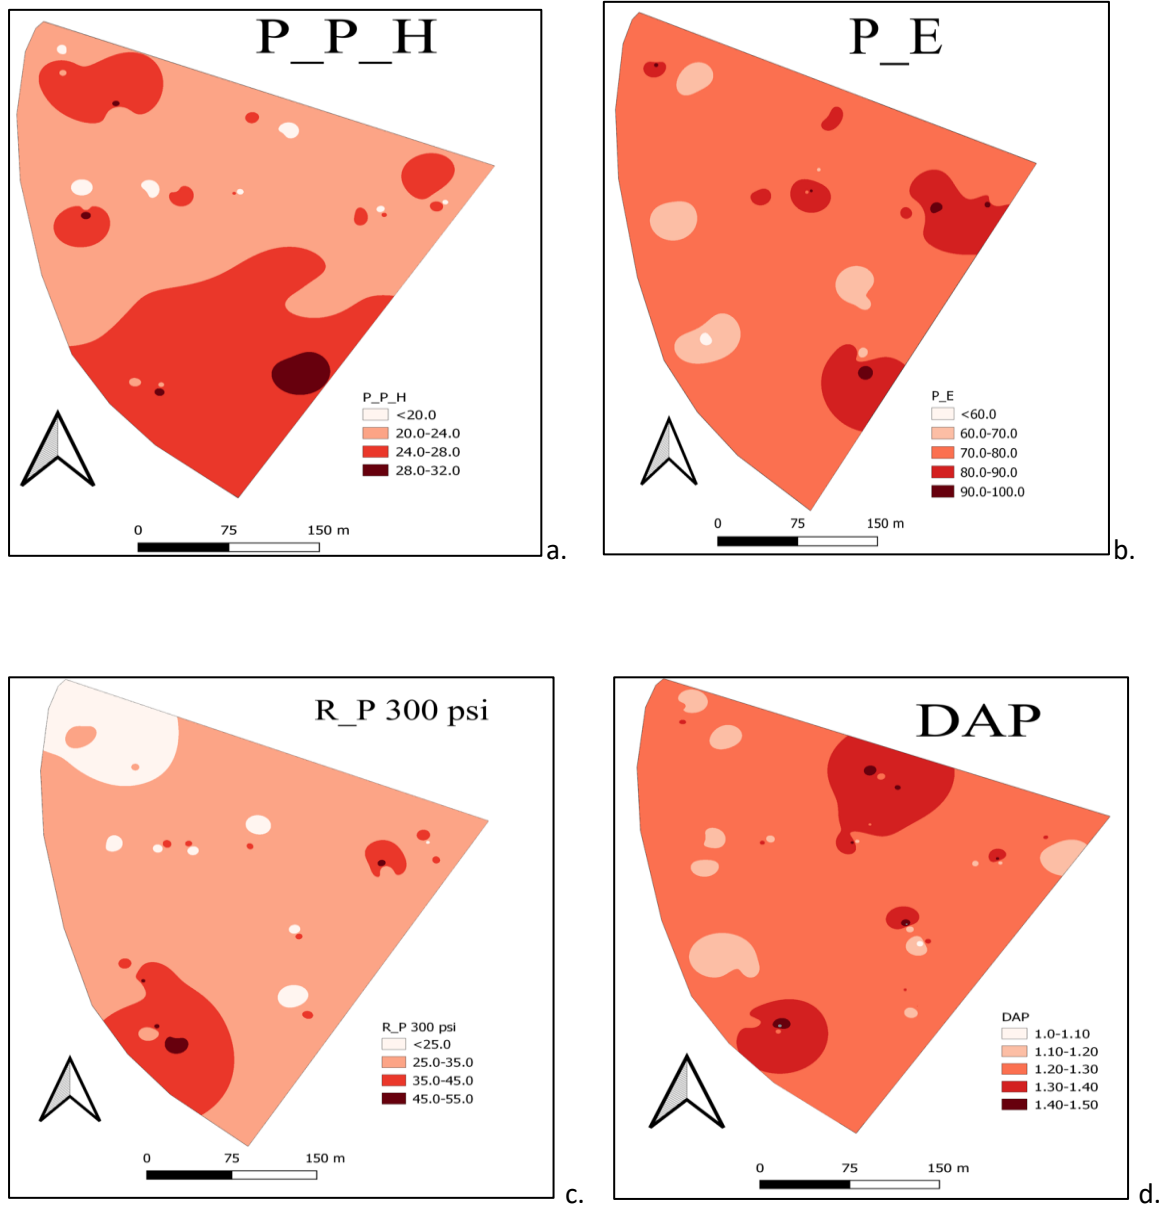 P_P_H
P_P_H
<20.0
20.0-24.0
24.0-28.0
28.0-32.0
0 75 150 m
a.
P_E
P_E
<60.0
60.0-70.0
70.0-80.0
80.0-90.0
90.0-100.0
0 75 150 m
b.
R_P 300 psi
R_P 300 psi
<25.0
25.0-35.0
35.0-45.0
45.0-55.0
0 75 150 m
c.
DAP
DAP
1.0-1.10
1.10-1.20
1.20-1.30
1.30-1.40
1.40-1.50
0 75 150 m
d.